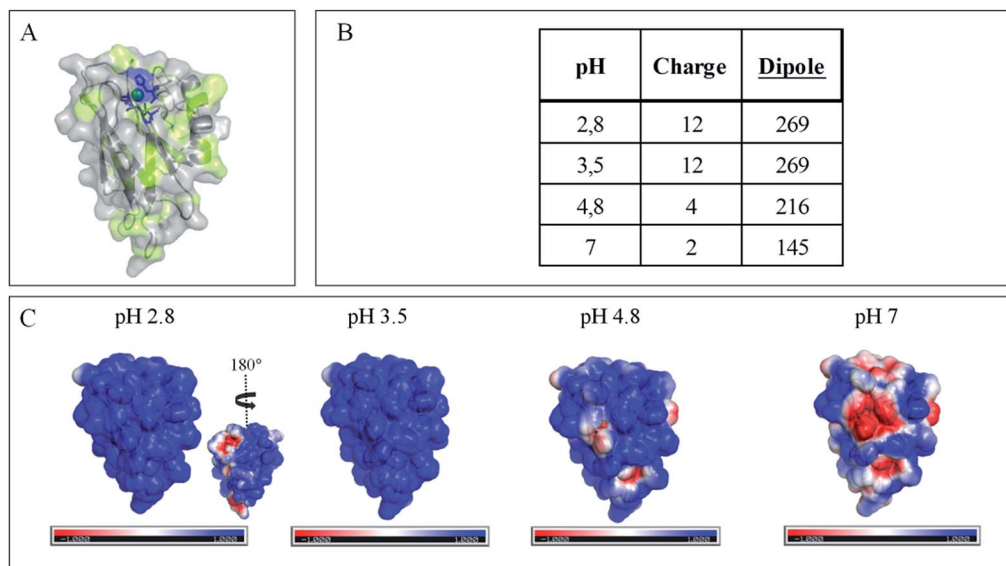 A
B
pH Charge Dipole
2,8 12 269
3,5 12 269
4,8 4 216
7 2 145
C
pH 2.8 pH 3.5 pH 4.8 pH 7
180°
-1.000 1.000 -1.000 1.000 -1.000 1.000 -1.000 1.000